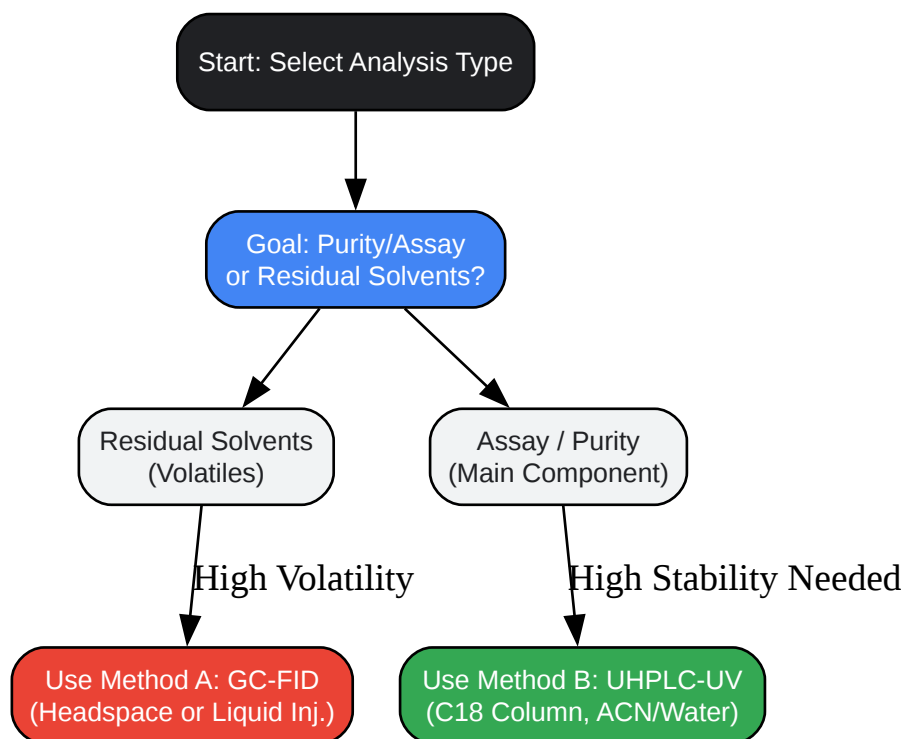 Start: Select Analysis Type
Goal: Purity/Assay
or Residual Solvents?
Residual Solvents
(Volatiles)
Assay / Purity
(Main Component)
High Volatility
High Stability Needed
Use Method A: GC-FID
(Headspace or Liquid Inj.)
Use Method B: UHPLC-UV
(C18 Column, ACN/Water)